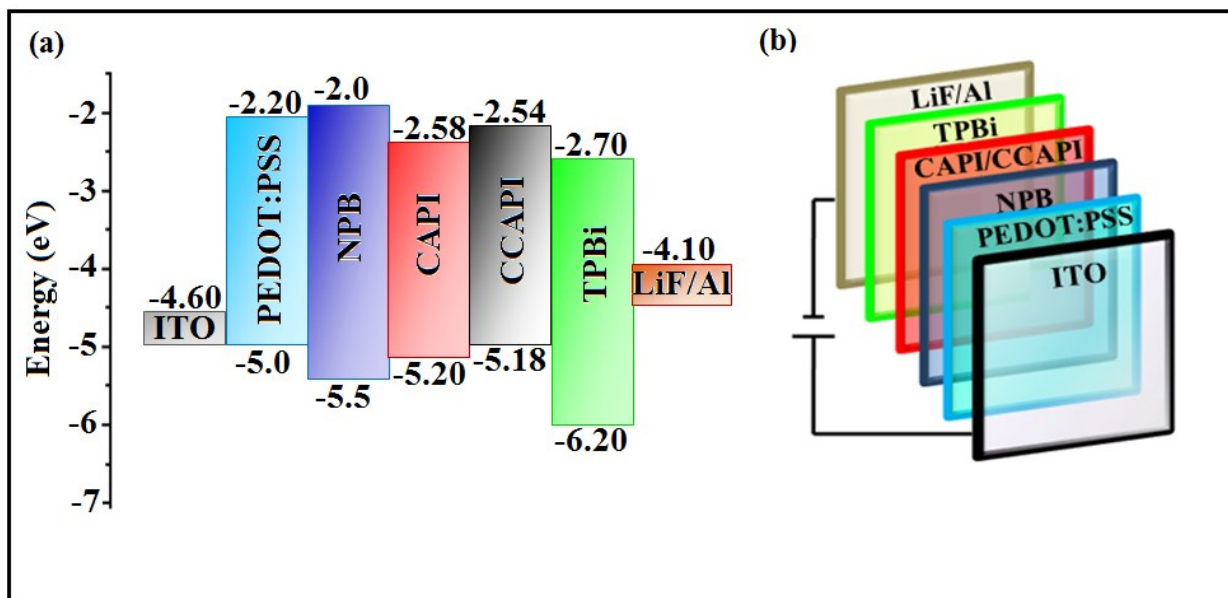 (a)
Energy (eV)
-2
-3
-4
-5
-6
-7
-4.60
ITO
-2.20
PEDOT:PSS
-5.0
-2.0
NPB
-5.5
-2.58
CAPI
-5.20
-2.54
CCAPI
-5.18
-2.70
TPBi
-6.20
-4.10
LiF/Al
(b)
LiF/Al
TPBi
CAPI/CCAPI
NPB
PEDOT:PSS
ITO